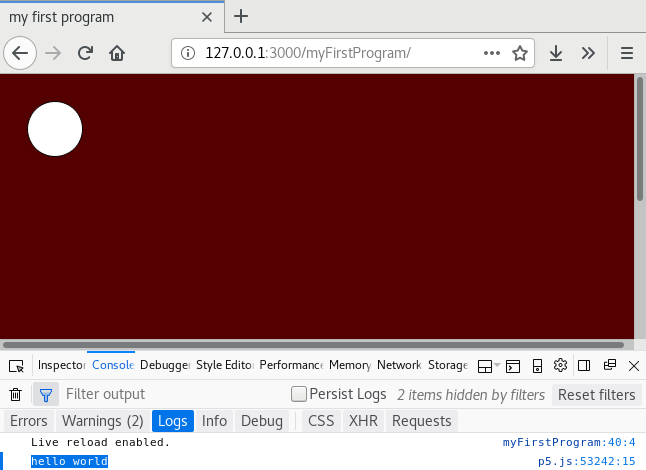 my first program
127.0.0.1:3000/myFirstProgram/
Inspector Console Debugger Style Editor Performance Memory Network Storage
Filter output Persist Logs 2 items hidden by filters Reset filters
Errors Warnings (2) Logs Info Debug CSS XHR Requests
Live reload enabled. myFirstProgram:40:4
hello world p5.js:53242:15